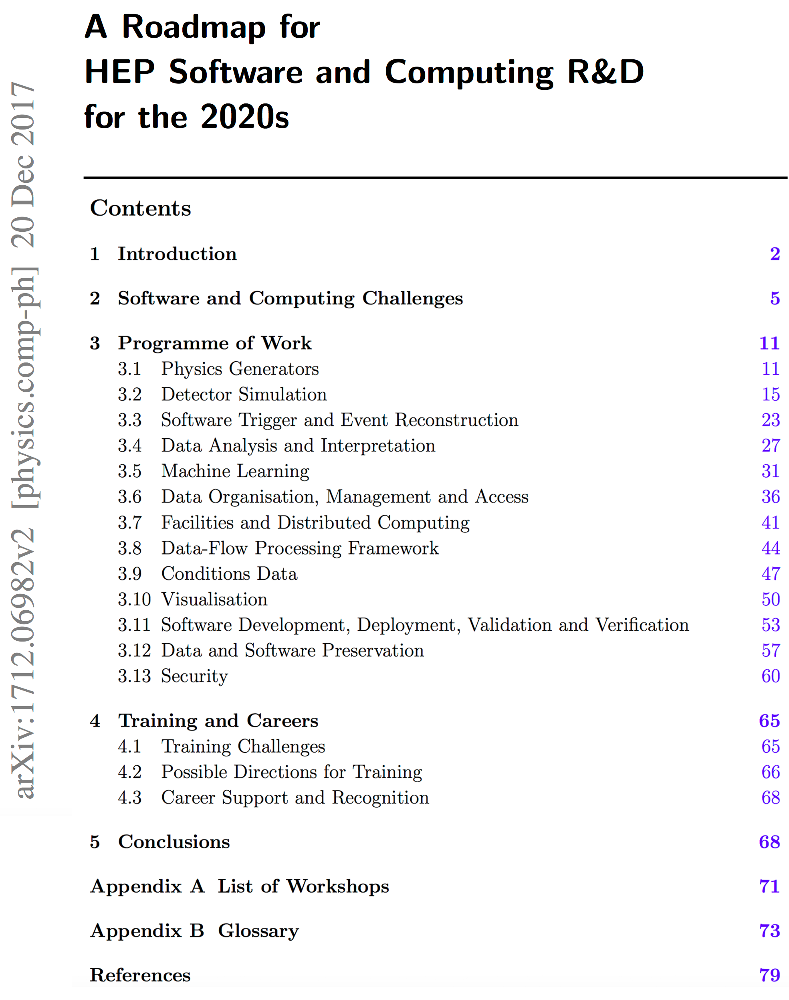 A Roadmap for
HEP Software and Computing R&D
for the 2020s
arXiv:1712.06982v2 [physics.comp-ph] 20 Dec 2017
Contents
1 Introduction 2
2 Software and Computing Challenges 5
3 Programme of Work 11
3.1 Physics Generators 11
3.2 Detector Simulation 15
3.3 Software Trigger and Event Reconstruction 23
3.4 Data Analysis and Interpretation 27
3.5 Machine Learning 31
3.6 Data Organisation, Management and Access 36
3.7 Facilities and Distributed Computing 41
3.8 Data-Flow Processing Framework 44
3.9 Conditions Data 47
3.10 Visualisation 50
3.11 Software Development, Deployment, Validation and Verification 53
3.12 Data and Software Preservation 57
3.13 Security 60
4 Training and Careers 65
4.1 Training Challenges 65
4.2 Possible Directions for Training 66
4.3 Career Support and Recognition 68
5 Conclusions 68
Appendix A List of Workshops 71
Appendix B Glossary 73
References 79